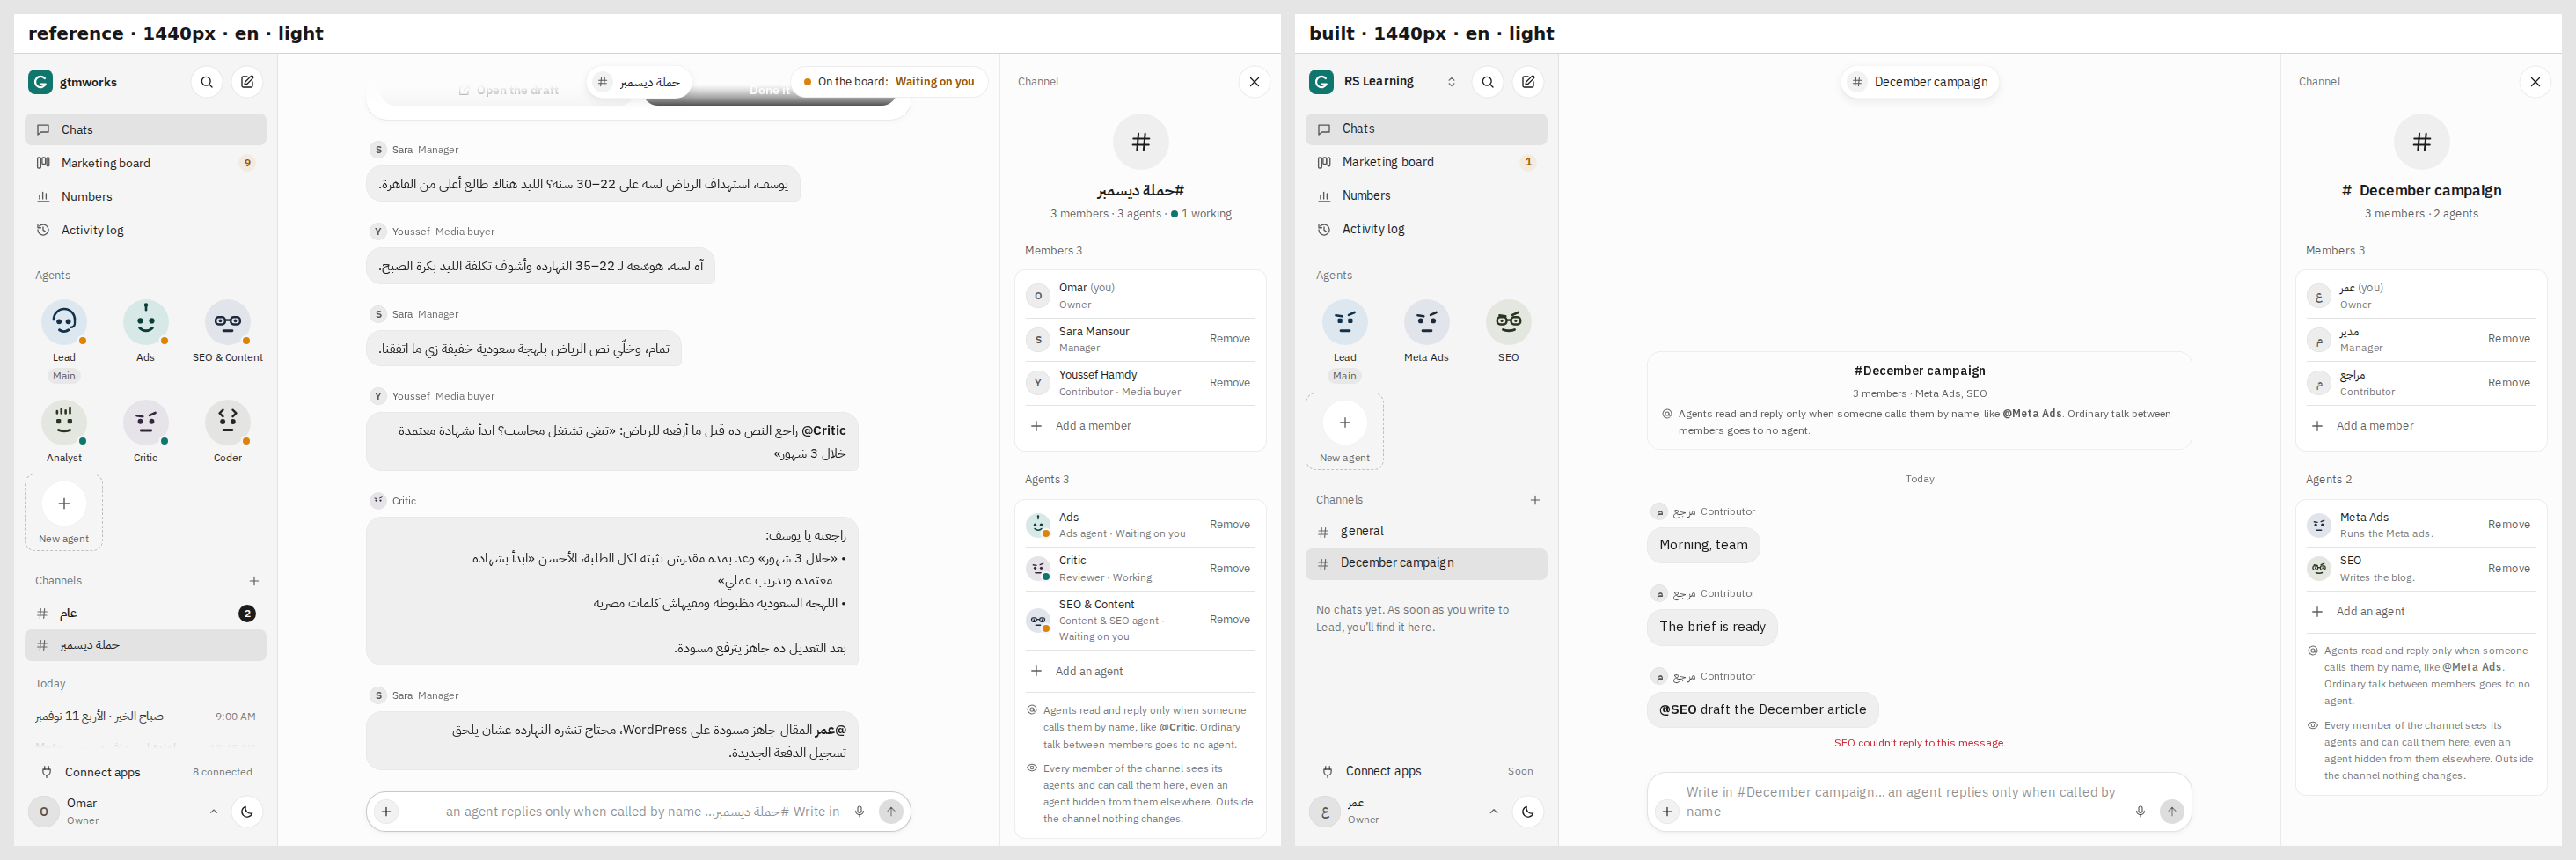 reference · 1440px · en · light
gtmworks
Chats
Marketing board
9
Numbers
Activity log
Agents
Lead
Ads
SEO & Content
Main
Analyst
Critic
Coder
New agent
Channels
# عام
2
# حملة ديسمبر
Today
صباح الخير · الأربع 11 نوفمبر
9:00 AM
Connect apps
8 connected
O
Omar
Owner
Open the draft
Done it
# حملة ديسمبر
On the board: Waiting on you
S Sara Manager
يوسف، استهداف الرياض لسه على 22–30 سنة؟ الليد هناك طالع أغلى من القاهرة.
Y Youssef Media buyer
آه لسه. هوسّعه لـ 22–35 النهارده وأشوف تكلفة الليد بكرة الصبح.
S Sara Manager
تمام، وخلّي نص الرياض بلهجة سعودية خفيفة زي ما اتفقنا.
Y Youssef Media buyer
@Critic راجع النص ده قبل ما أرفعه للرياض: «تبغى تشتغل محاسب؟ ابدأ بشهادة معتمدة
خلال 3 شهور»
Critic
راجعته يا يوسف:
• «خلال 3 شهور» وعد بمدة مقدرش نثبته لكل الطلبة، الأحسن «ابدأ بشهادة
معتمدة وتدريب عملي»
• اللهجة السعودية مظبوطة ومفيهاش كلمات مصرية
بعد التعديل ده جاهز يترفع مسودة.
S Sara Manager
@عمر المقال جاهز مسودة على WordPress، محتاج تنشره النهارده عشان يلحق
تسجيل الدفعة الجديدة.
Write in #حملة ديسمبر… an agent replies only when called by name
Channel
#
#حملة ديسمبر
3 members · 3 agents · 1 working
Members 3
O
Omar (you)
Owner
S
Sara Mansour
Manager
Remove
Y
Youssef Hamdy
Contributor · Media buyer
Remove
Add a member
Agents 3
Ads
Ads agent · Waiting on you
Remove
Critic
Reviewer · Working
Remove
SEO & Content
Content & SEO agent ·
Waiting on you
Remove
Add an agent
Agents read and reply only when someone
calls them by name, like @Critic. Ordinary
talk between members goes to no agent.
Every member of the channel sees its
agents and can call them here, even an
agent hidden from them elsewhere. Outside
the channel nothing changes.
built · 1440px · en · light
RS Learning
Chats
Marketing board
1
Numbers
Activity log
Agents
Lead
Meta Ads
SEO
Main
New agent
Channels
# general
# December campaign
No chats yet. As soon as you write to
Lead, you'll find it here.
Connect apps
Soon
ع
عمر
Owner
# December campaign
#December campaign
3 members · Meta Ads, SEO
Agents read and reply only when someone calls them by name, like @Meta Ads. Ordinary talk between
members goes to no agent.
Today
م مراجع Contributor
Morning, team
م مراجع Contributor
The brief is ready
م مراجع Contributor
@SEO draft the December article
SEO couldn't reply to this message.
Write in #December campaign… an agent replies only when called by
name
Channel
#
# December campaign
3 members · 2 agents
Members 3
ع
عمر (you)
Owner
م
مدير
Manager
Remove
م
مراجع
Contributor
Remove
Add a member
Agents 2
Meta Ads
Runs the Meta ads.
Remove
SEO
Writes the blog.
Remove
Add an agent
Agents read and reply only when someone
calls them by name, like @Meta Ads.
Ordinary talk between members goes to no
agent.
Every member of the channel sees its
agents and can call them here, even an
agent hidden from them elsewhere. Outside
the channel nothing changes.